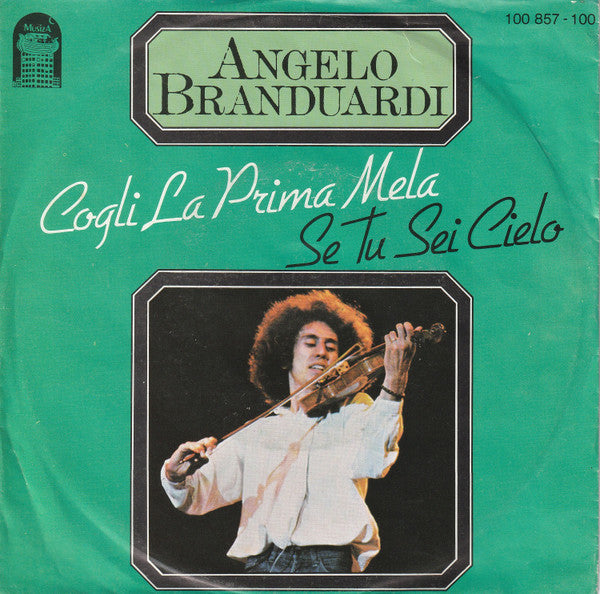 MusiZA
100 857 - 100
ANGELO
BRANDUARDI
Cogli La Prima Mela
Se Tu Sei Cielo